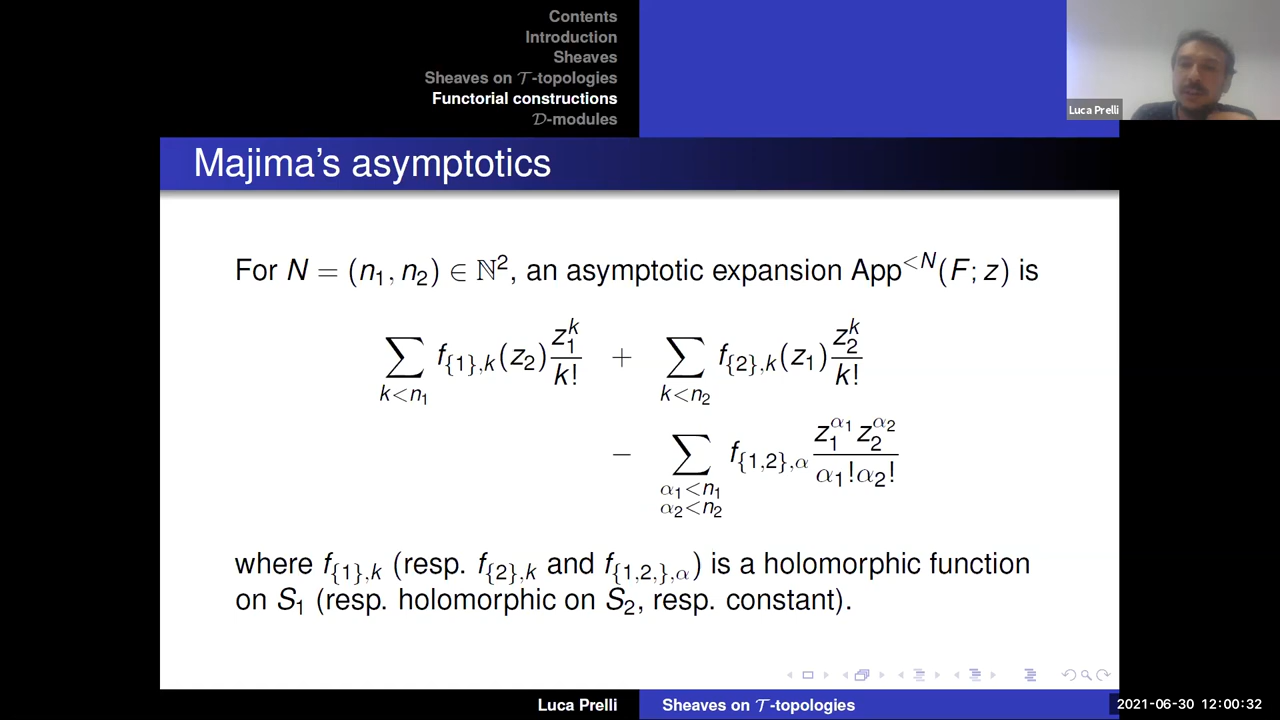 Contents
Introduction
Sheaves
Sheaves on 𝒯-topologies
Functorial constructions
𝒟-modules
Luca Prelli
Majima's asymptotics
For N = (n₁, n₂) ∈ ℕ², an asymptotic expansion App^{<N}(F; z) is
∑_{k<n₁} f_{{1},k}(z₂) z₁^k/k! + ∑_{k<n₂} f_{{2},k}(z₁) z₂^k/k!
− ∑_{α₁<n₁ α₂<n₂} f_{{1,2},α} z₁^{α₁} z₂^{α₂}/α₁!α₂!
where f_{{1},k} (resp. f_{{2},k} and f_{{1,2,},α}) is a holomorphic function
on S₁ (resp. holomorphic on S₂, resp. constant).
Luca Prelli Sheaves on 𝒯-topologies
2021-06-30 12:00:32